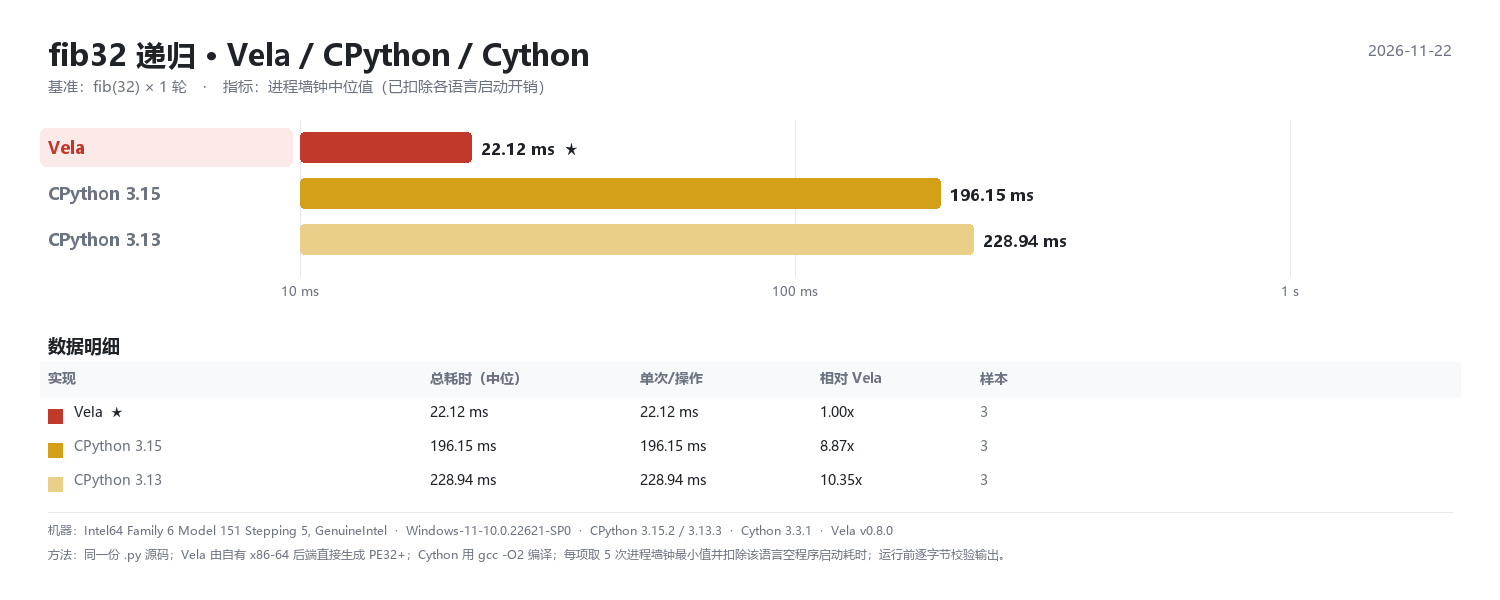 fib32 递归 • Vela / CPython / Cython
2026-11-22
基准：fib(32) × 1 轮 · 指标：进程墙钟中位值（已扣除各语言启动开销）
Vela
22.12 ms ★
CPython 3.15
196.15 ms
CPython 3.13
228.94 ms
10 ms 100 ms 1 s
数据明细
实现 总耗时（中位） 单次/操作 相对 Vela 样本
Vela ★ 22.12 ms 22.12 ms 1.00x 3
CPython 3.15 196.15 ms 196.15 ms 8.87x 3
CPython 3.13 228.94 ms 228.94 ms 10.35x 3
机器：Intel64 Family 6 Model 151 Stepping 5, GenuineIntel · Windows-11-10.0.22621-SP0 · CPython 3.15.2 / 3.13.3 · Cython 3.3.1 · Vela v0.8.0
方法：同一份 .py 源码；Vela 由自有 x86-64 后端直接生成 PE32+；Cython 用 gcc -O2 编译；每项取 5 次进程墙钟最小值并扣除该语言空程序启动耗时；运行前逐字节校验输出。